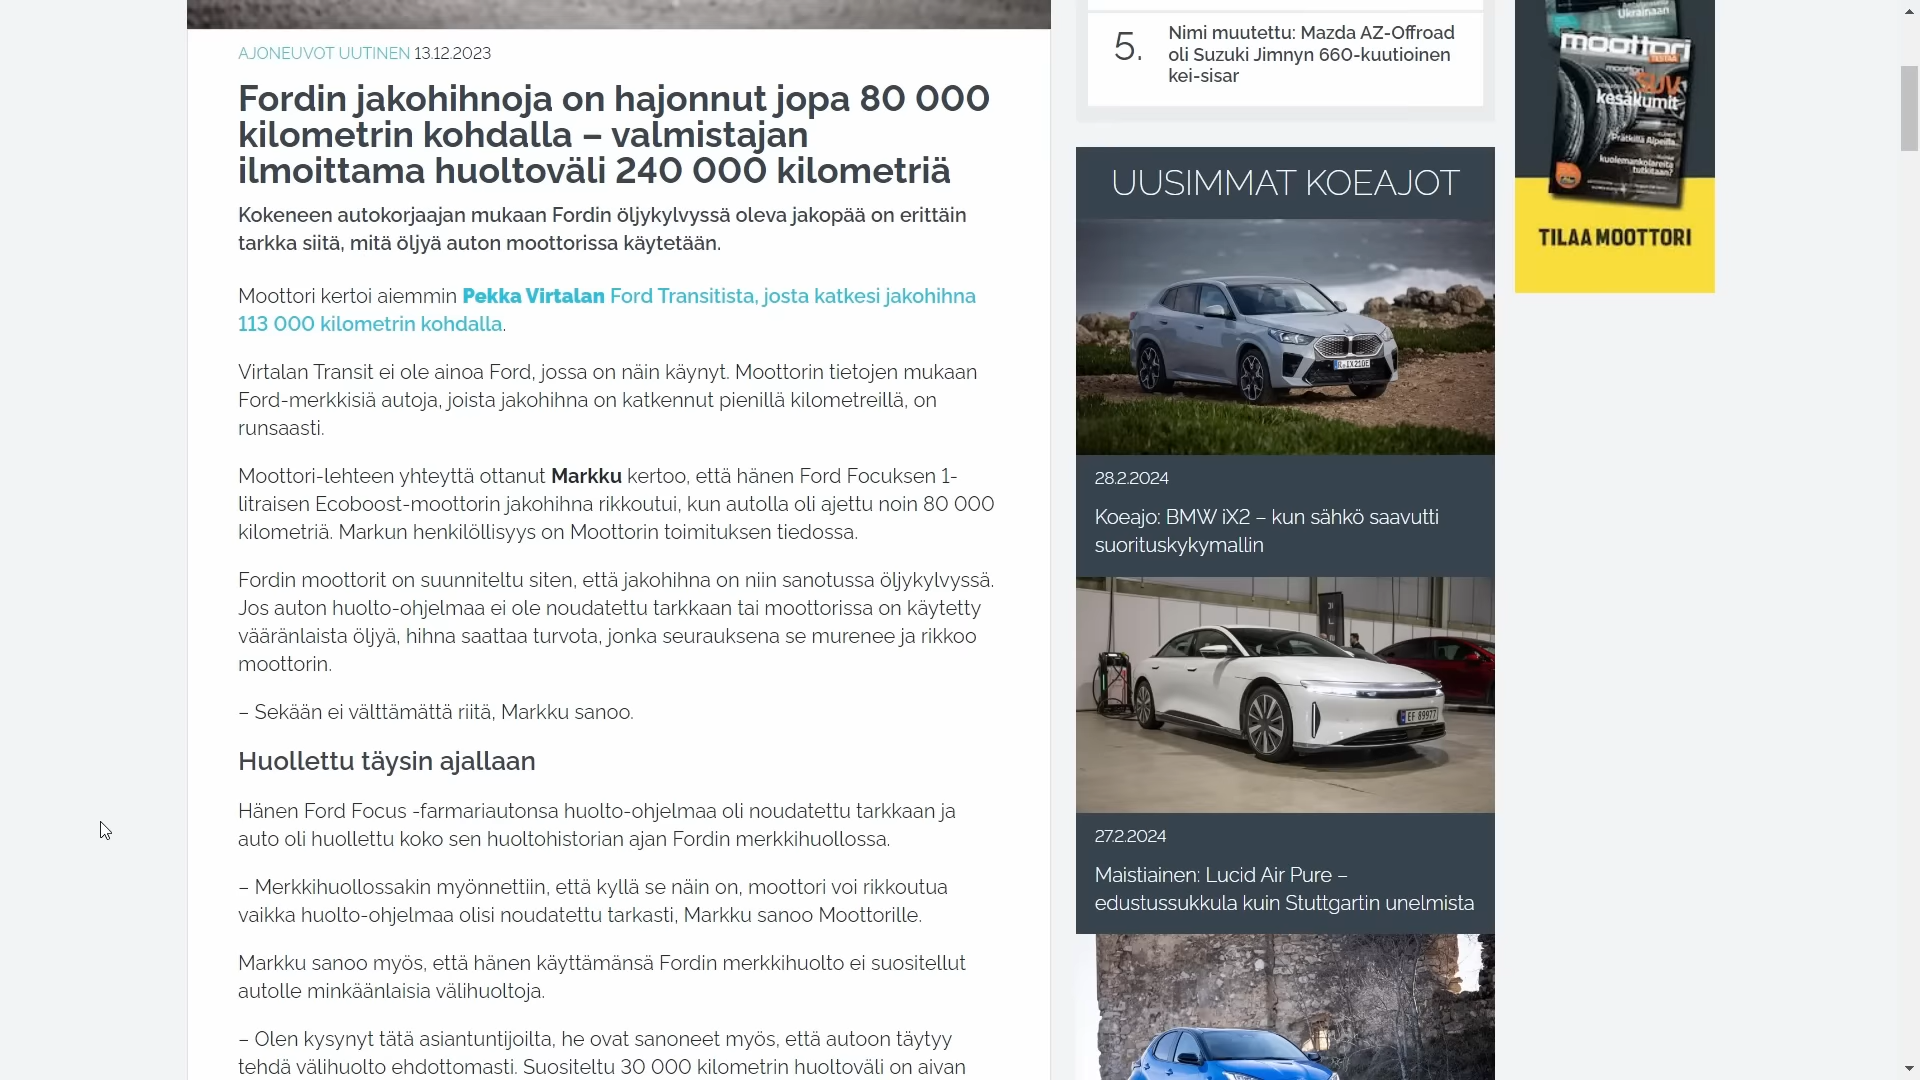 AJONEUVOT UUTINEN 13.12.2023
Fordin jakohihnoja on hajonnut jopa 80 000
kilometrin kohdalla – valmistajan
ilmoittama huoltoväli 240 000 kilometriä
Kokeneen autokorjaajan mukaan Fordin öljykylvyssä oleva jakopää on erittäin
tarkka siitä, mitä öljyä auton moottorissa käytetään.
Moottori kertoi aiemmin Pekka Virtalan Ford Transitista, josta katkesi jakohihna
113 000 kilometrin kohdalla.
Virtalan Transit ei ole ainoa Ford, jossa on näin käynyt. Moottorin tietojen mukaan
Ford-merkkisiä autoja, joista jakohihna on katkennut pienillä kilometreillä, on
runsaasti.
Moottori-lehteen yhteyttä ottanut Markku kertoo, että hänen Ford Focuksen 1-
litraisen Ecoboost-moottorin jakohihna rikkoutui, kun autolla oli ajettu noin 80 000
kilometriä. Markun henkilöllisyys on Moottorin toimituksen tiedossa.
Fordin moottorit on suunniteltu siten, että jakohihna on niin sanotussa öljykylvyssä.
Jos auton huolto-ohjelmaa ei ole noudatettu tarkkaan tai moottorissa on käytetty
vääränlaista öljyä, hihna saattaa turvota, jonka seurauksena se murenee ja rikkoo
moottorin.
– Sekään ei välttämättä riitä, Markku sanoo.
Huollettu täysin ajallaan
Hänen Ford Focus -farmariautonsa huolto-ohjelmaa oli noudatettu tarkkaan ja
auto oli huollettu koko sen huoltohistorian ajan Fordin merkkihuollossa.
– Merkkihuollossakin myönnettiin, että kyllä se näin on, moottori voi rikkoutua
vaikka huolto-ohjelmaa olisi noudatettu tarkasti, Markku sanoo Moottorille.
Markku sanoo myös, että hänen käyttämänsä Fordin merkkihuolto ei suositellut
autolle minkäänlaisia välihuoltoja.
– Olen kysynyt tätä asiantuntijoilta, he ovat sanoneet myös, että autoon täytyy
tehdä välihuolto ehdottomasti. Suositeltu 30 000 kilometrin huoltoväli on aivan
5.
Nimi muutettu: Mazda AZ-Offroad
oli Suzuki Jimnyn 660-kuutioinen
kei-sisar
UUSIMMAT KOEAJOT
R·IX210E
28.2.2024
Koeajo: BMW iX2 – kun sähkö saavutti
suorituskykymallin
EF 89977
27.2.2024
Maistiainen: Lucid Air Pure –
edustussukkula kuin Stuttgartin unelmista
Ukrainaan
moottori
SUV
kesäkumit
Prätkillä Alpeilla
kuolemankolareita
tutkitaan?
TILAA MOOTTORI